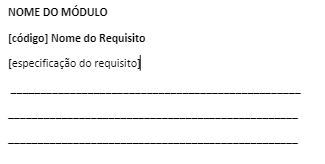 NOME DO MÓDULO
[código] Nome do Requisito
[especificação do requisito]